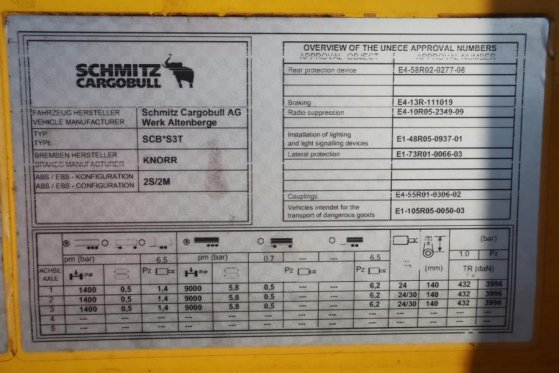 SCHMITZ
CARGOBULL
FAHRZEUG HERSTELLER
VEHICLE MANUFACTURER
Schmitz Cargobull AG
Werk Altenberge
TYP
TYPE
SCB*S3T
BREMSEN HERSTELLER
BRAKES MANUFACTURER
KNORR
ABS / EBS - KONFIGURATION
ABS / EBS - CONFIGURATION
2S/2M
OVERVIEW OF THE UNECE APPROVAL NUMBERS
APPROVAL OBJECT APPROVAL NUMBER
Rear protection device E4-58R02-0277-08
Braking E4-13R-111019
Radio suppression E4-10R05-2349-09
Installation of lighting
and light signalling devices E1-48R05-0937-01
Lateral protection E1-73R01-0066-03
Couplings E4-55R01-0306-02
Vehicles intendet for the
transport of dangerous goods E1-105R05-0050-03
(bar)
pm (bar) 6.5 pm (bar) 0.7 --- --- 6.5 (mm) 1.0 Pz
ACHSE
AXLE Pz Pz Pz TR (daN)
1 1400 0,5 1,4 9000 5,8 0,5 6,2 24 140 432 3996
2 1400 0,5 1,4 9000 5,8 0,5 6,2 24/30 140 432 3996
3 1400 0,5 1,4 9000 5,8 0,5 6,2 24/30 140 432 3996
4 --- --- --- --- --- --- --- --- --- --- ---
5 --- --- --- --- --- --- --- --- --- --- ---